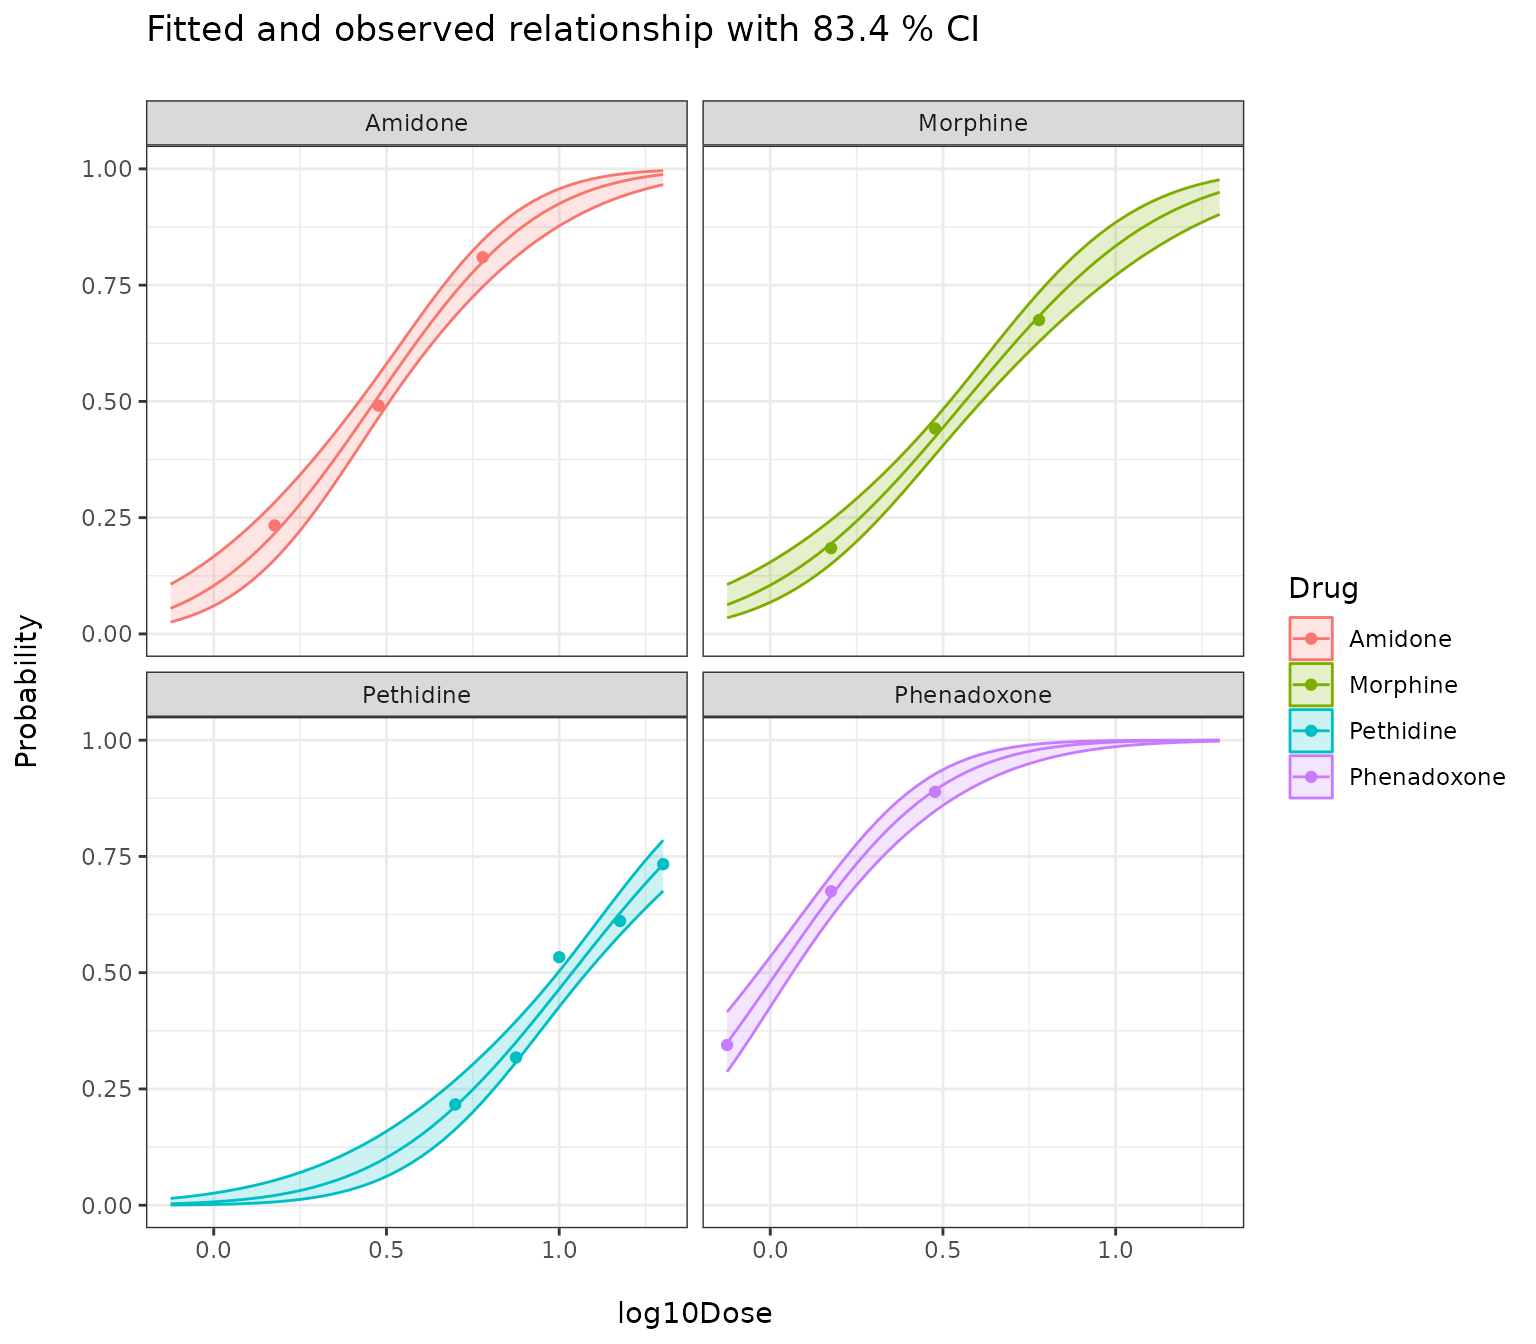 Fitted and observed relationship with 83.4 % CI
Amidone
Morphine
1.00
0.75
0.50
0.25
0.00
Pethidine
Phenadoxone
1.00
0.75
0.50
0.25
0.00
0.0
0.5
1.0
0.0
0.5
1.0
log10Dose
Probability
Drug
Amidone
Morphine
Pethidine
Phenadoxone